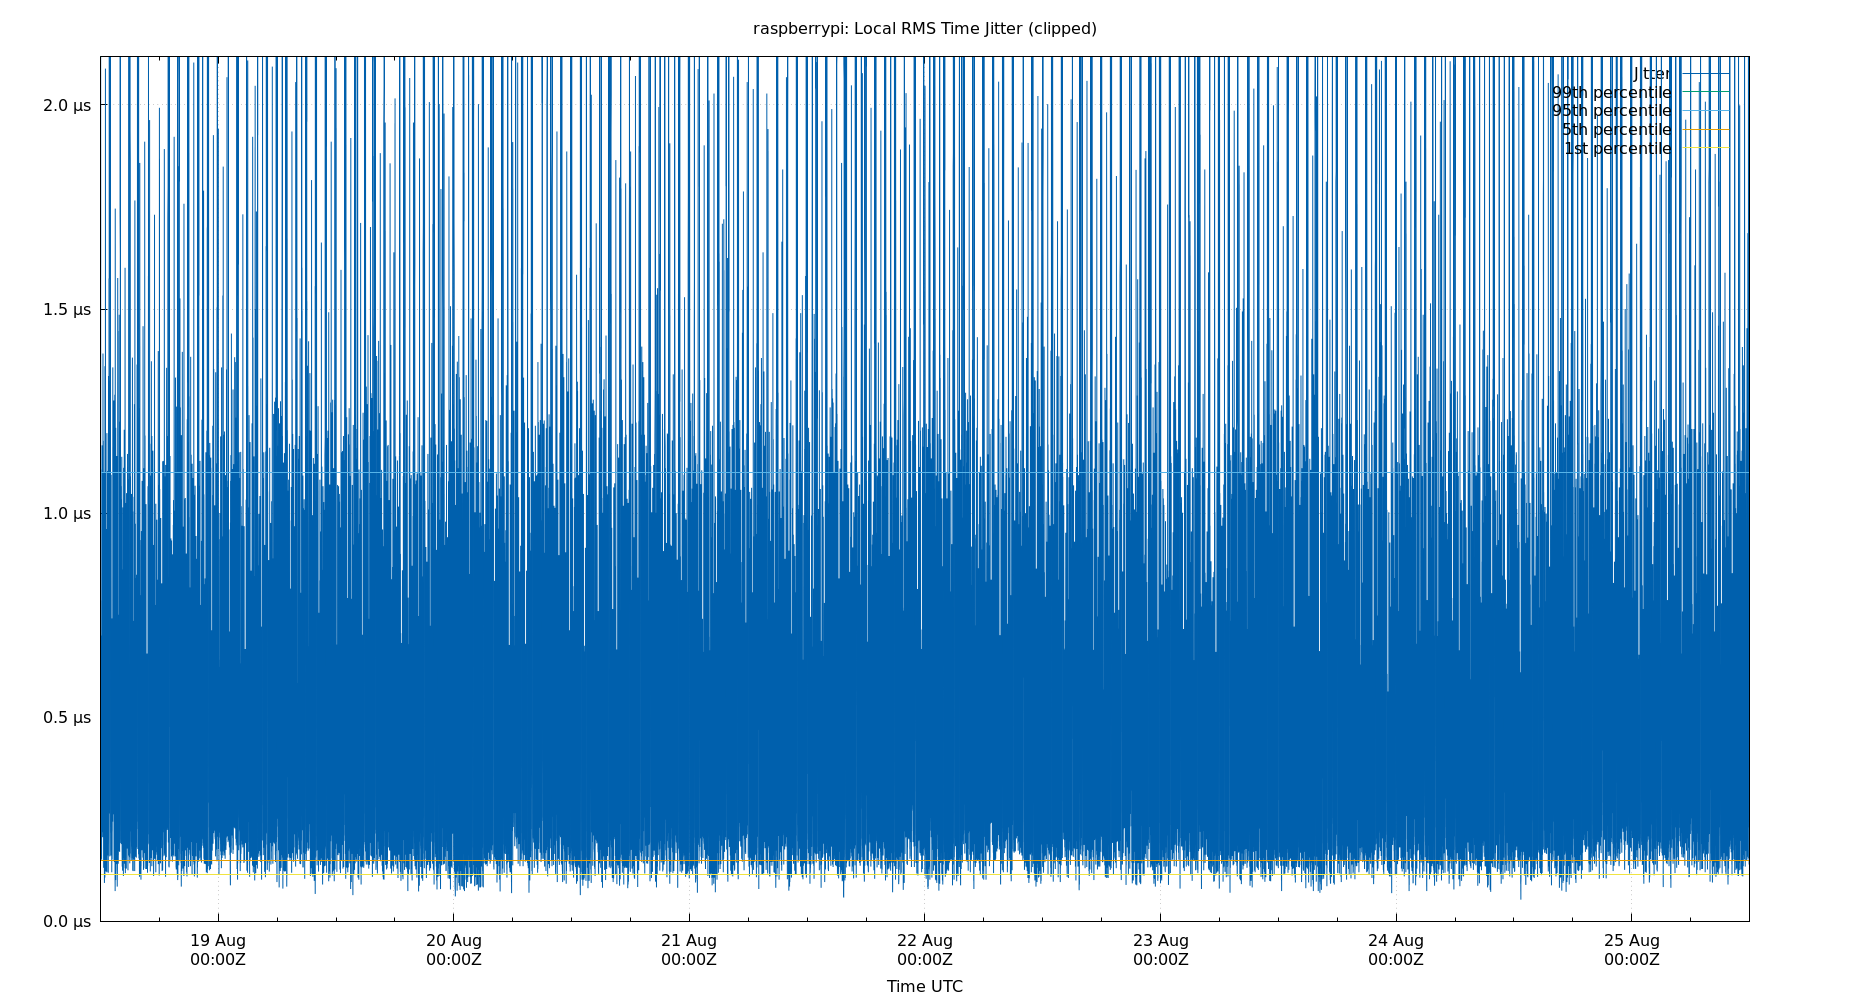 raspberrypi: Local RMS Time Jitter (clipped)
2.0 µs
1.5 µs
1.0 µs
0.5 µs
0.0 µs
Jitter
99th percentile
95th percentile
5th percentile
1st percentile
19 Aug 20 Aug 21 Aug 22 Aug 23 Aug 24 Aug 25 Aug
00:00Z 00:00Z 00:00Z 00:00Z 00:00Z 00:00Z 00:00Z
Time UTC